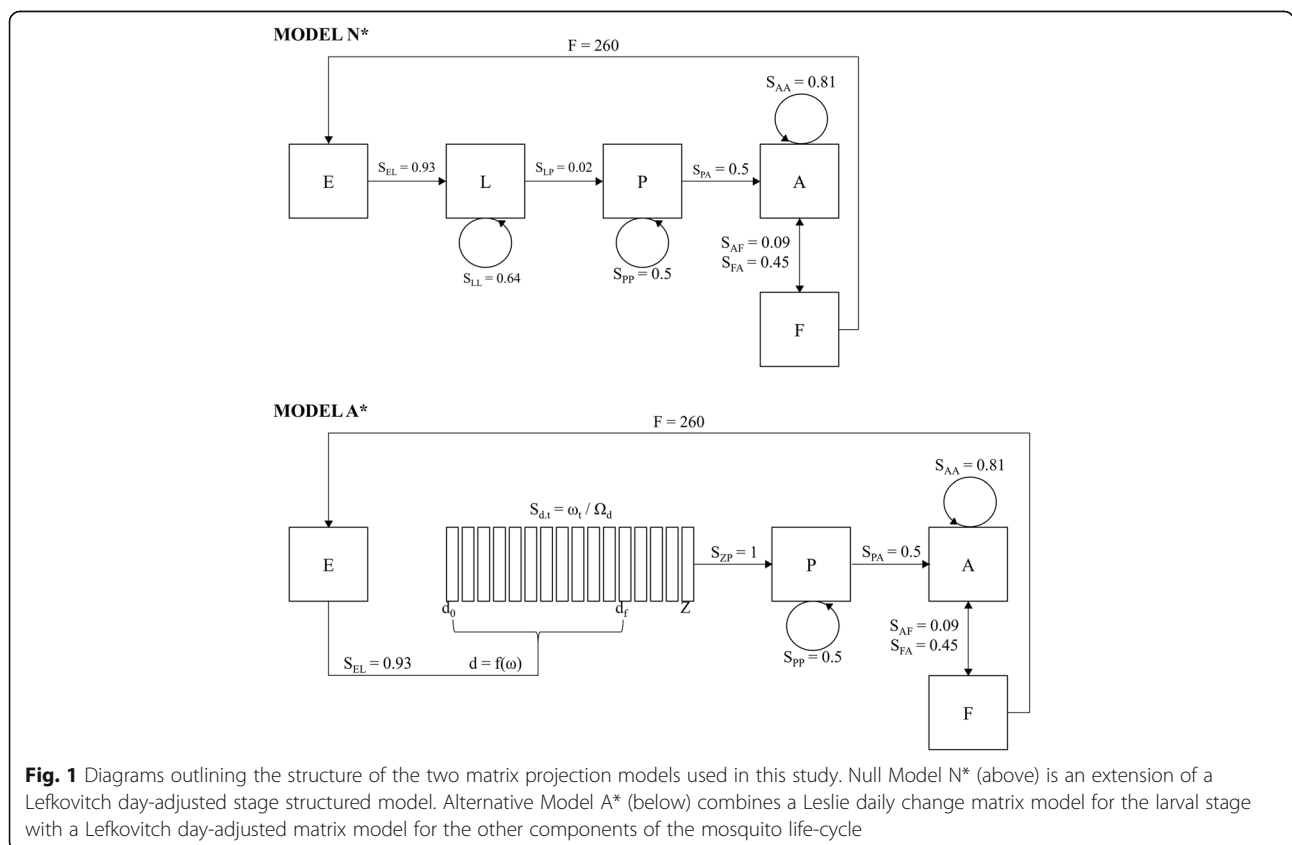 MODEL N*
F = 260
S_AA = 0.81
E
S_EL = 0.93
L
S_LP = 0.02
P
S_PA = 0.5
A
S_LL = 0.64
S_PP = 0.5
S_AF = 0.09
S_FA = 0.45
F
MODEL A*
F = 260
S_AA = 0.81
S_d.t = ω_t / Ω_d
E
S_ZP = 1
P
S_PA = 0.5
A
d_0
d_f
Z
S_EL = 0.93
d = f(ω)
S_PP = 0.5
S_AF = 0.09
S_FA = 0.45
F
Fig. 1 Diagrams outlining the structure of the two matrix projection models used in this study. Null Model N* (above) is an extension of a
Lefkovitch day-adjusted stage structured model. Alternative Model A* (below) combines a Leslie daily change matrix model for the larval stage
with a Lefkovitch day-adjusted matrix model for the other components of the mosquito life-cycle